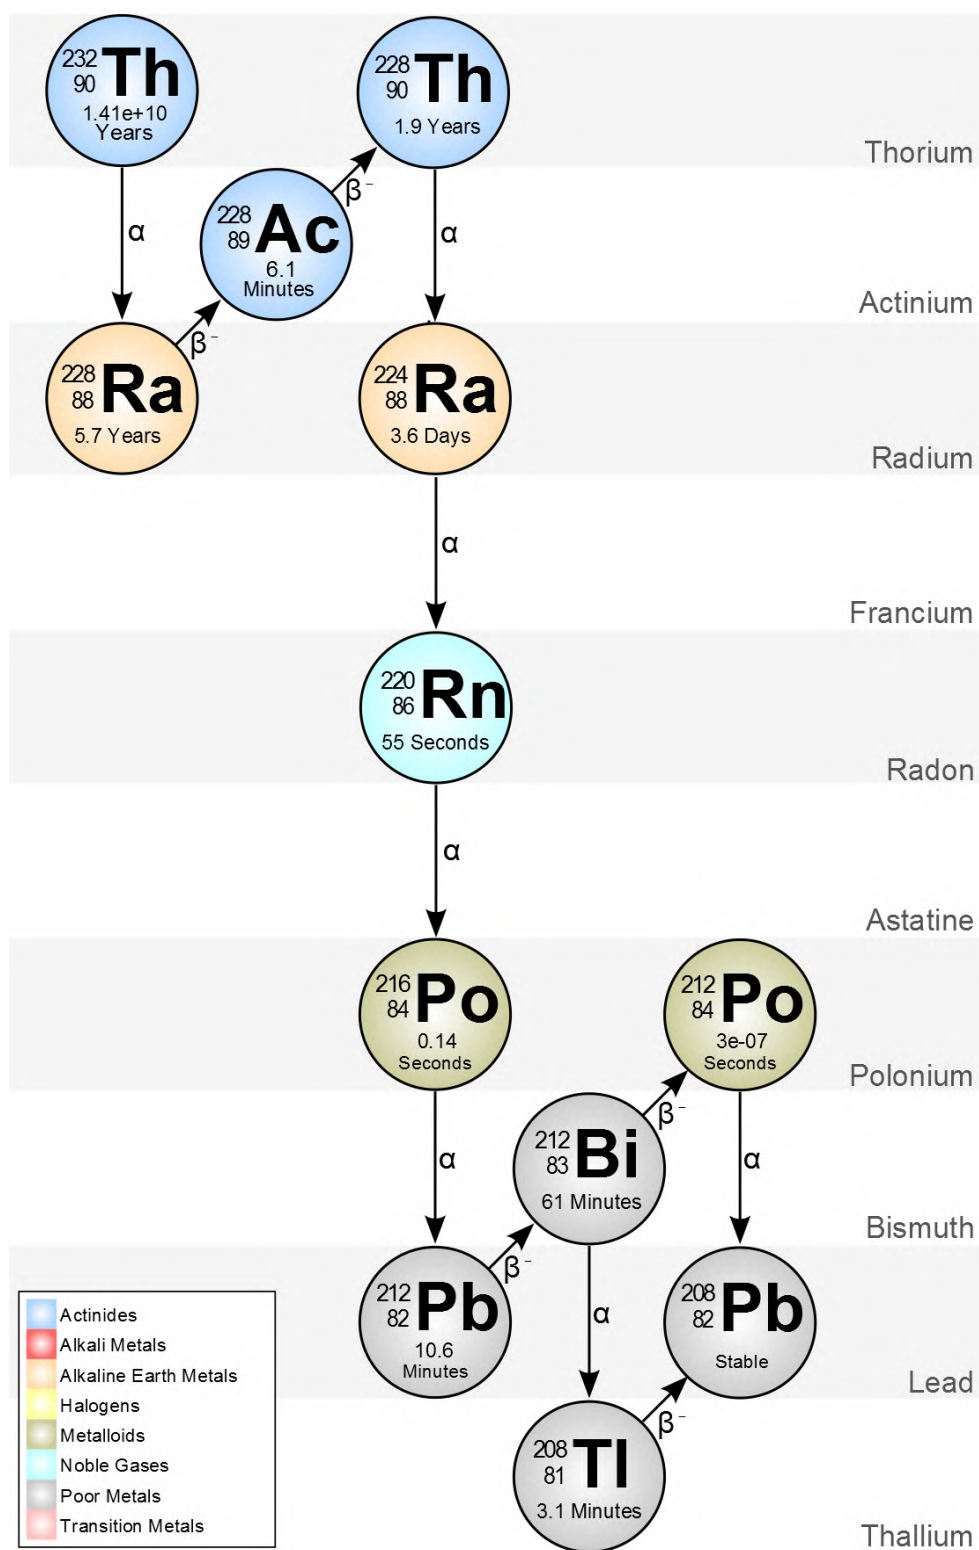 232
90
Th
1.41e+10
Years
228
90
Th
1.9 Years
Thorium
α
β⁻
α
228
89
Ac
6.1
Minutes
Actinium
β⁻
228
88
Ra
5.7 Years
224
88
Ra
3.6 Days
Radium
α
Francium
220
86
Rn
55 Seconds
Radon
α
Astatine
216
84
Po
0.14
Seconds
212
84
Po
3e-07
Seconds
Polonium
β⁻
α
212
83
Bi
61 Minutes
α
Bismuth
β⁻
212
82
Pb
10.6
Minutes
α
208
82
Pb
Stable
Lead
β⁻
208
81
Tl
3.1 Minutes
Thallium
Actinides
Alkali Metals
Alkaline Earth Metals
Halogens
Metalloids
Noble Gases
Poor Metals
Transition Metals